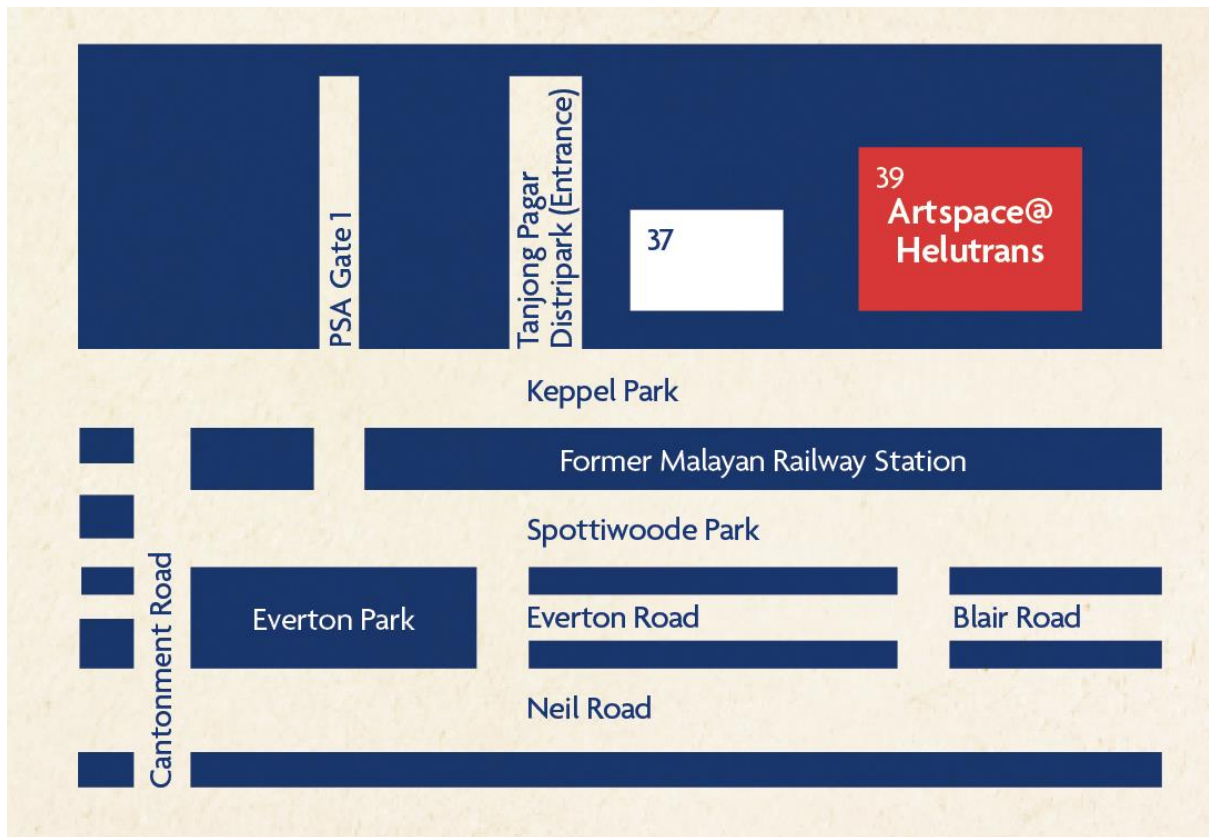 PSA Gate 1
Tanjong Pagar
Distripark (Entrance)
37
39
Artspace@
Helutrans
Keppel Park
Former Malayan Railway Station
Spottiwoode Park
Cantonment Road
Everton Park
Everton Road
Blair Road
Neil Road